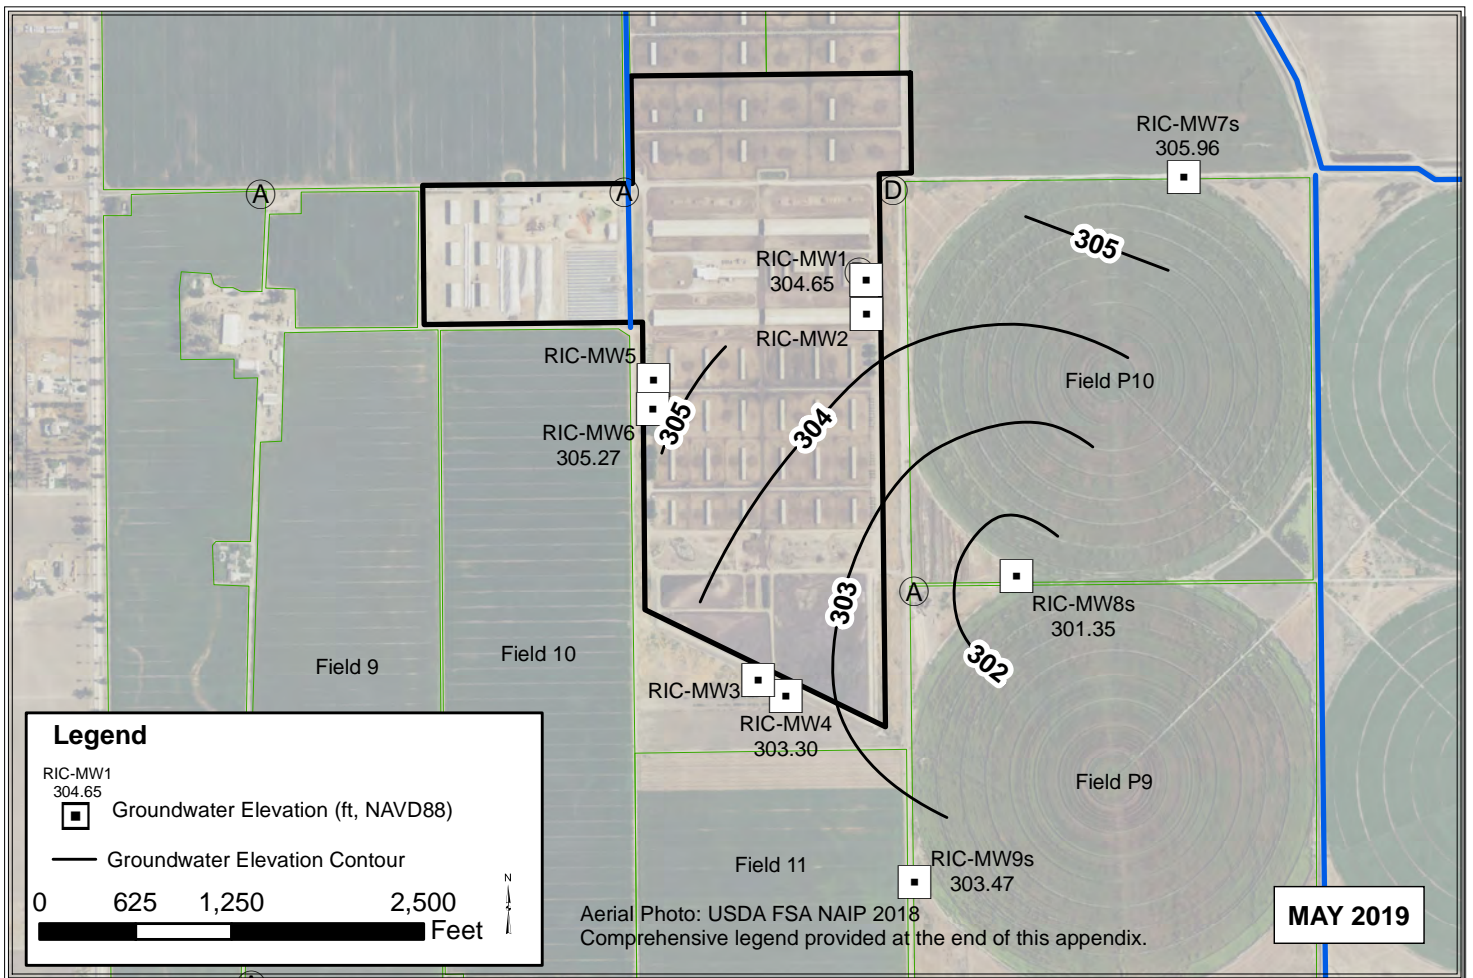 RIC-MW7s
305.96
A
A
D
305
RIC-MW1
304.65
RIC-MW2
RIC-MW5
304
Field P10
305
RIC-MW6
305.27
303
A
RIC-MW8s
301.35
302
Field 9
Field 10
RIC-MW3
RIC-MW4
303.30
Field P9
Field 11
RIC-MW9s
303.47
Legend
RIC-MW1
304.65
Groundwater Elevation (ft, NAVD88)
Groundwater Elevation Contour
N
0 625 1,250 2,500
Feet
Aerial Photo: USDA FSA NAIP 2018
Comprehensive legend provided at the end of this appendix.
MAY 2019